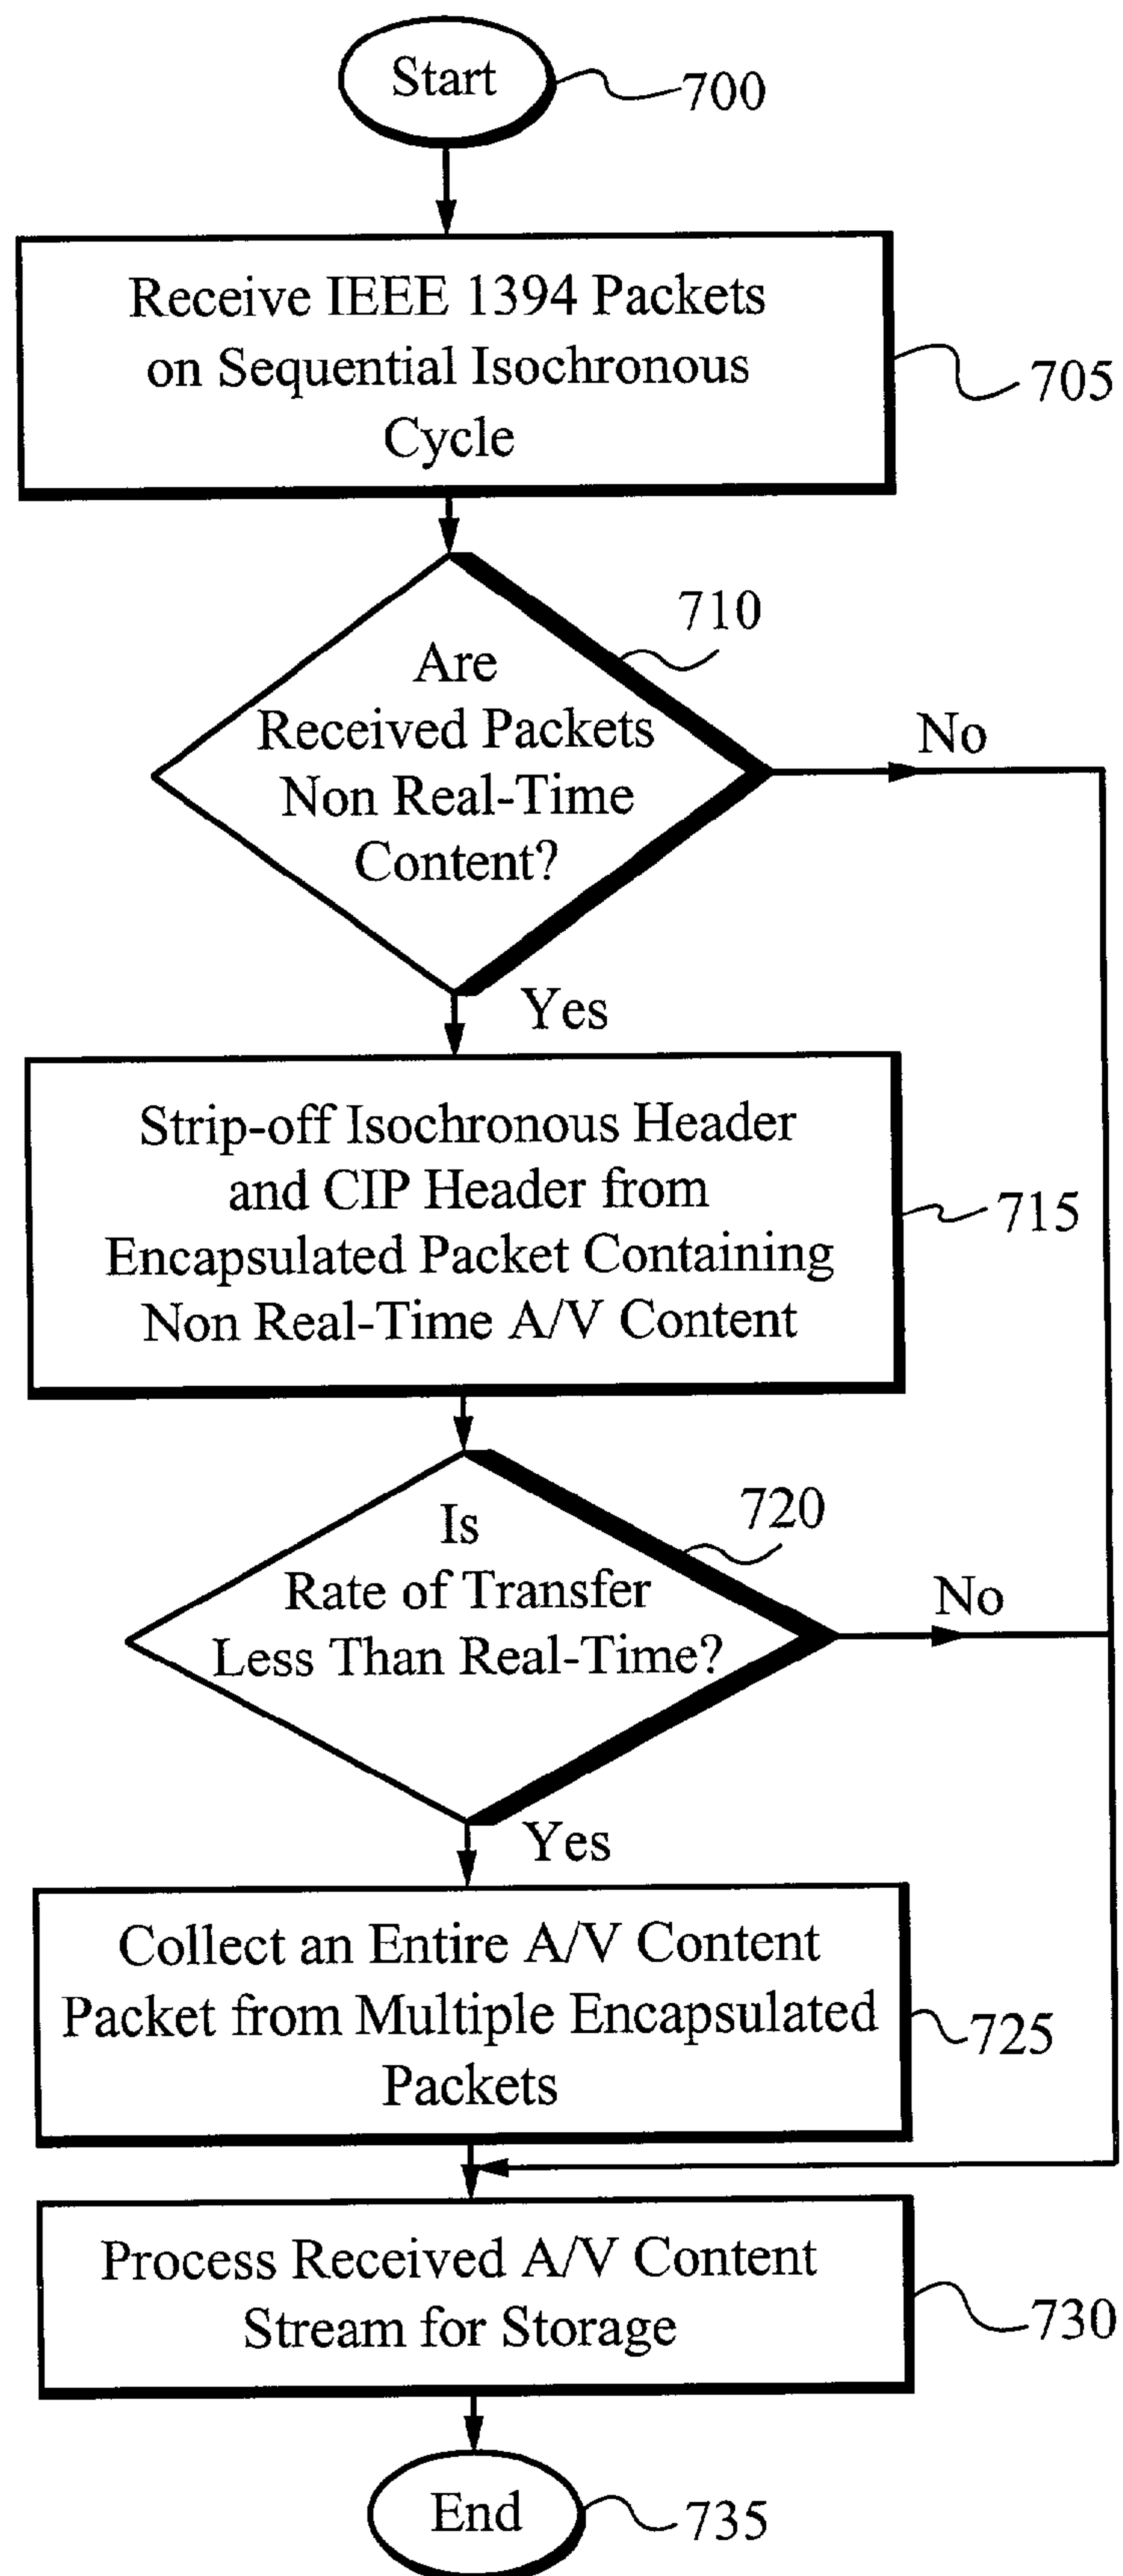 Start
700
Receive IEEE 1394 Packets
on Sequential Isochronous
Cycle
705
710
Are
Received Packets
Non Real-Time
Content?
No
Yes
Strip-off Isochronous Header
and CIP Header from
Encapsulated Packet Containing
Non Real-Time A/V Content
715
720
Is
Rate of Transfer
Less Than Real-Time?
No
Yes
Collect an Entire A/V Content
Packet from Multiple Encapsulated
Packets
725
Process Received A/V Content
Stream for Storage
730
End
735